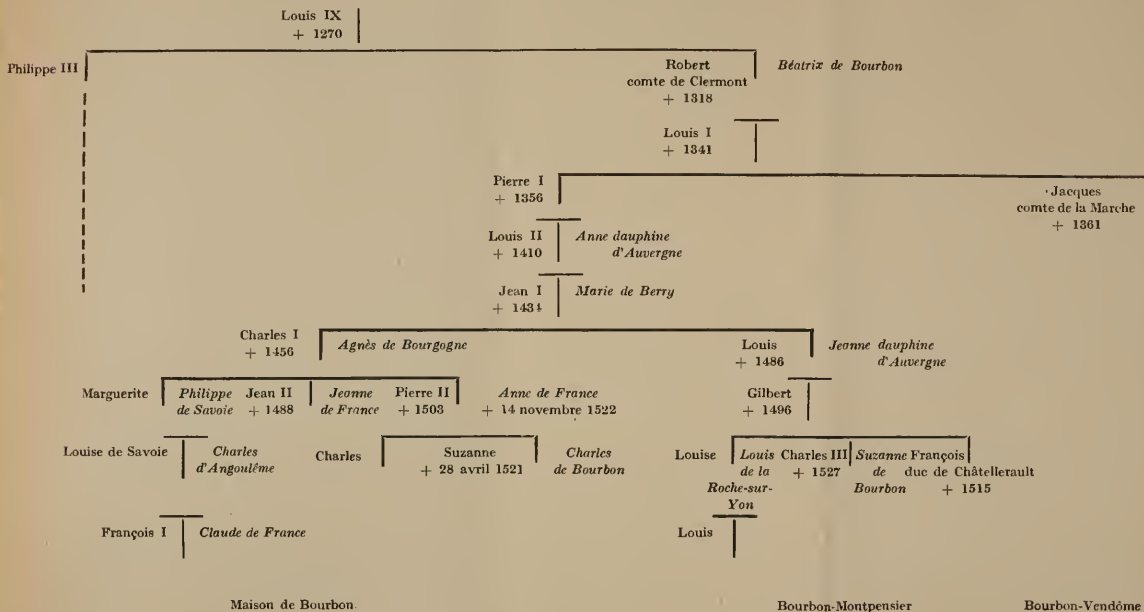 Louis IX
+ 1270
Philippe III
Robert
comte de Clermont
+ 1318
Béatrix de Bourbon
Louis I
+ 1341
Pierre I
+ 1356
Jacques
comte de la Marche
+ 1361
Louis II
+ 1410
Anne dauphine
d'Auvergne
Jean I
+ 1434
Marie de Berry
Charles I
+ 1456
Agnès de Bourgogne
Louis
+ 1486
Jeanne dauphine
d'Auvergne
Marguerite
Philippe
de Savoie
Jean II
+ 1488
Jeanne
de France
Pierre II
+ 1503
Anne de France
+ 14 novembre 1522
Gilbert
+ 1496
Louise de Savoie
Charles
d'Angoulême
Charles
Suzanne
+ 28 avril 1521
Charles
de Bourbon
Louise
Louis
de la
Roche-sur-
Yon
Charles III
+ 1527
Suzanne
de
Bourbon
François
duc de Châtellerault
+ 1515
François I
Claude de France
Louis
Maison de Bourbon
Bourbon-Montpensier
Bourbon-Vendôme